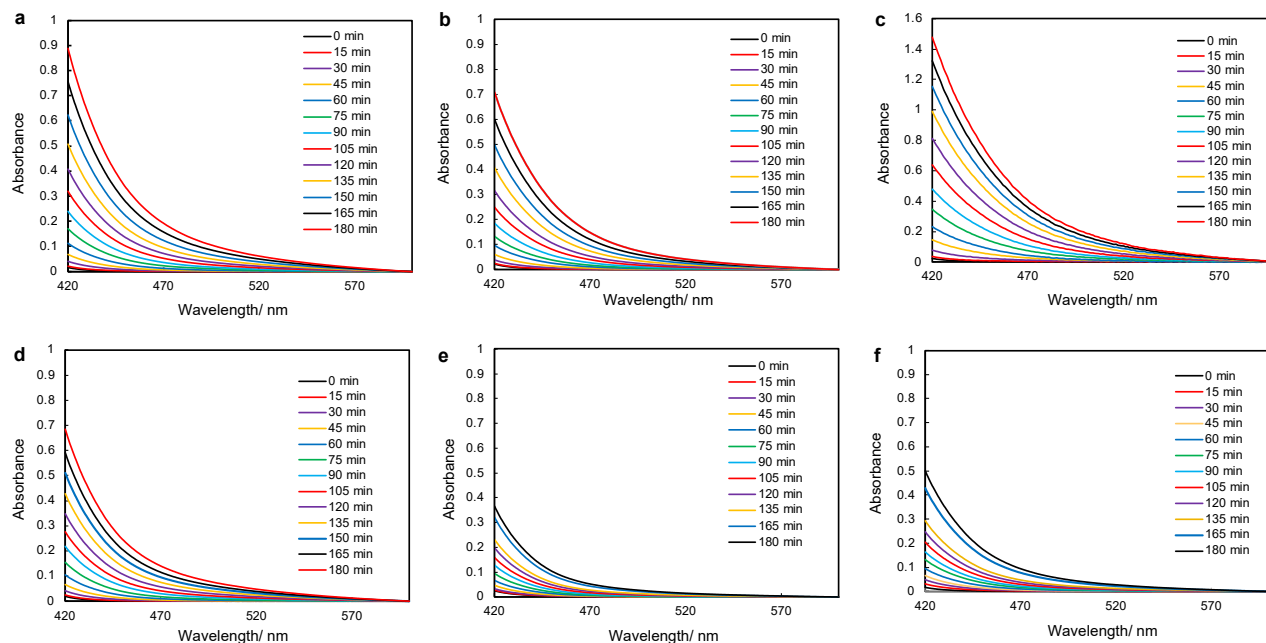 a
1
0.9
0.8
0.7
0.6
0.5
0.4
0.3
0.2
0.1
0
420
470
520
570
Absorbance
Wavelength/ nm
0 min
15 min
30 min
45 min
60 min
75 min
90 min
105 min
120 min
135 min
150 min
165 min
180 min
b
1
0.9
0.8
0.7
0.6
0.5
0.4
0.3
0.2
0.1
0
420
470
520
570
Absorbance
Wavelength/ nm
0 min
15 min
30 min
45 min
60 min
75 min
90 min
105 min
120 min
135 min
150 min
165 min
180 min
c
1.6
1.4
1.2
1
0.8
0.6
0.4
0.2
0
420
470
520
570
Absorbance
Wavelength/ nm
0 min
15 min
30 min
45 min
60 min
75 min
90 min
105 min
120 min
135 min
150 min
165 min
180 min
d
1
0.9
0.8
0.7
0.6
0.5
0.4
0.3
0.2
0.1
0
420
470
520
570
Absorbance
Wavelength/ nm
0 min
15 min
30 min
45 min
60 min
75 min
90 min
105 min
120 min
135 min
150 min
165 min
180 min
e
1
0.9
0.8
0.7
0.6
0.5
0.4
0.3
0.2
0.1
0
420
470
520
570
Absorbance
Wavelength/ nm
0 min
15 min
30 min
45 min
60 min
75 min
90 min
105 min
120 min
135 min
165 min
180 min
f
1
0.9
0.8
0.7
0.6
0.5
0.4
0.3
0.2
0.1
0
420
470
520
570
Absorbance
Wavelength/ nm
0 min
15 min
30 min
45 min
60 min
75 min
90 min
105 min
120 min
135 min
165 min
180 min